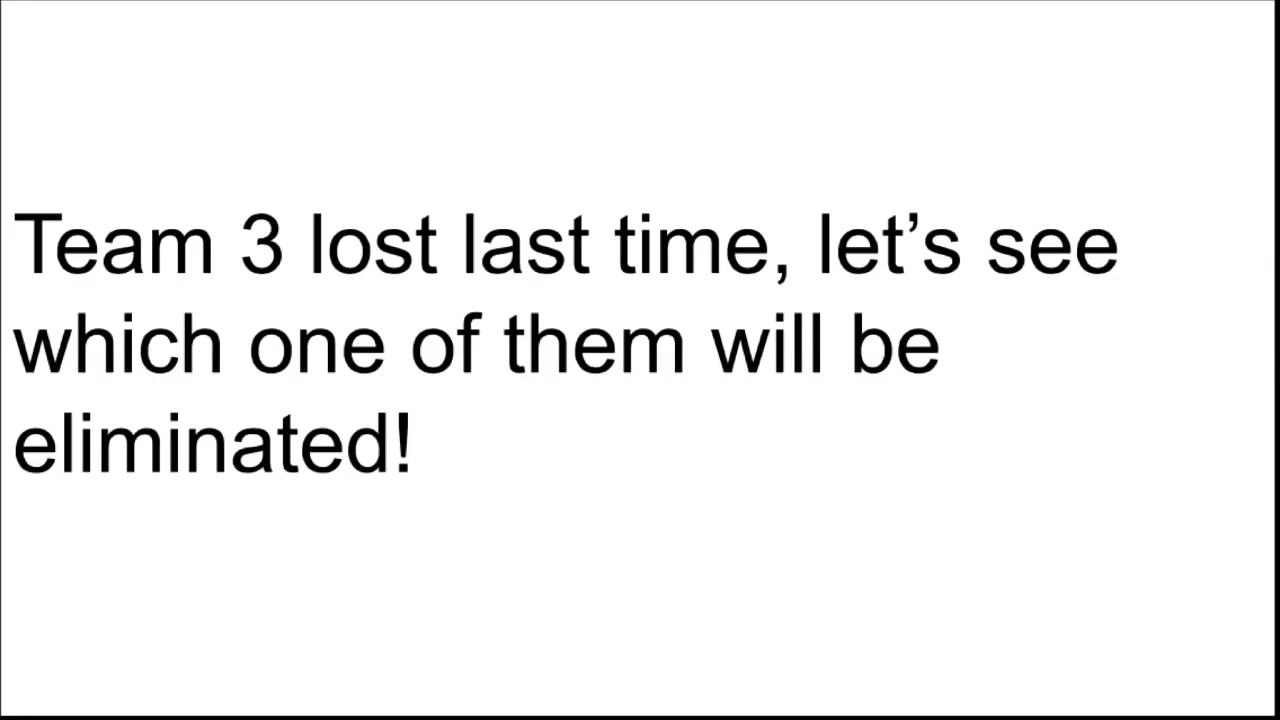 Team 3 lost last time, let’s see
which one of them will be
eliminated!